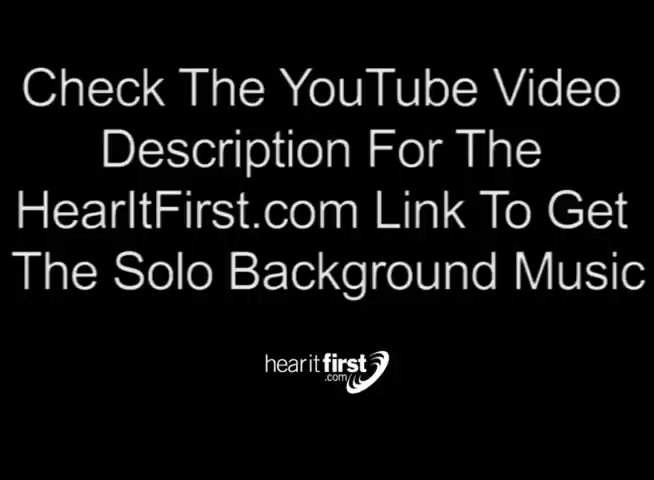 Check The YouTube Video
Description For The
HearItFirst.com Link To Get
The Solo Background Music
hearitfirst
.com